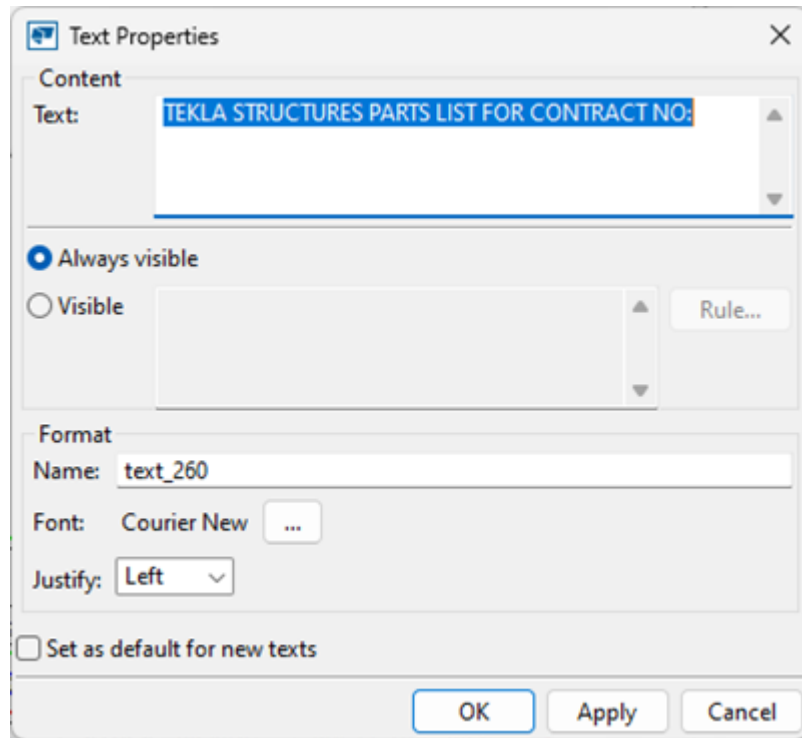 Text Properties
Content
Text: TEKLA STRUCTURES PARTS LIST FOR CONTRACT NO:
Always visible
Visible Rule...
Format
Name: text_260
Font: Courier New ...
Justify: Left
Set as default for new texts
OK Apply Cancel